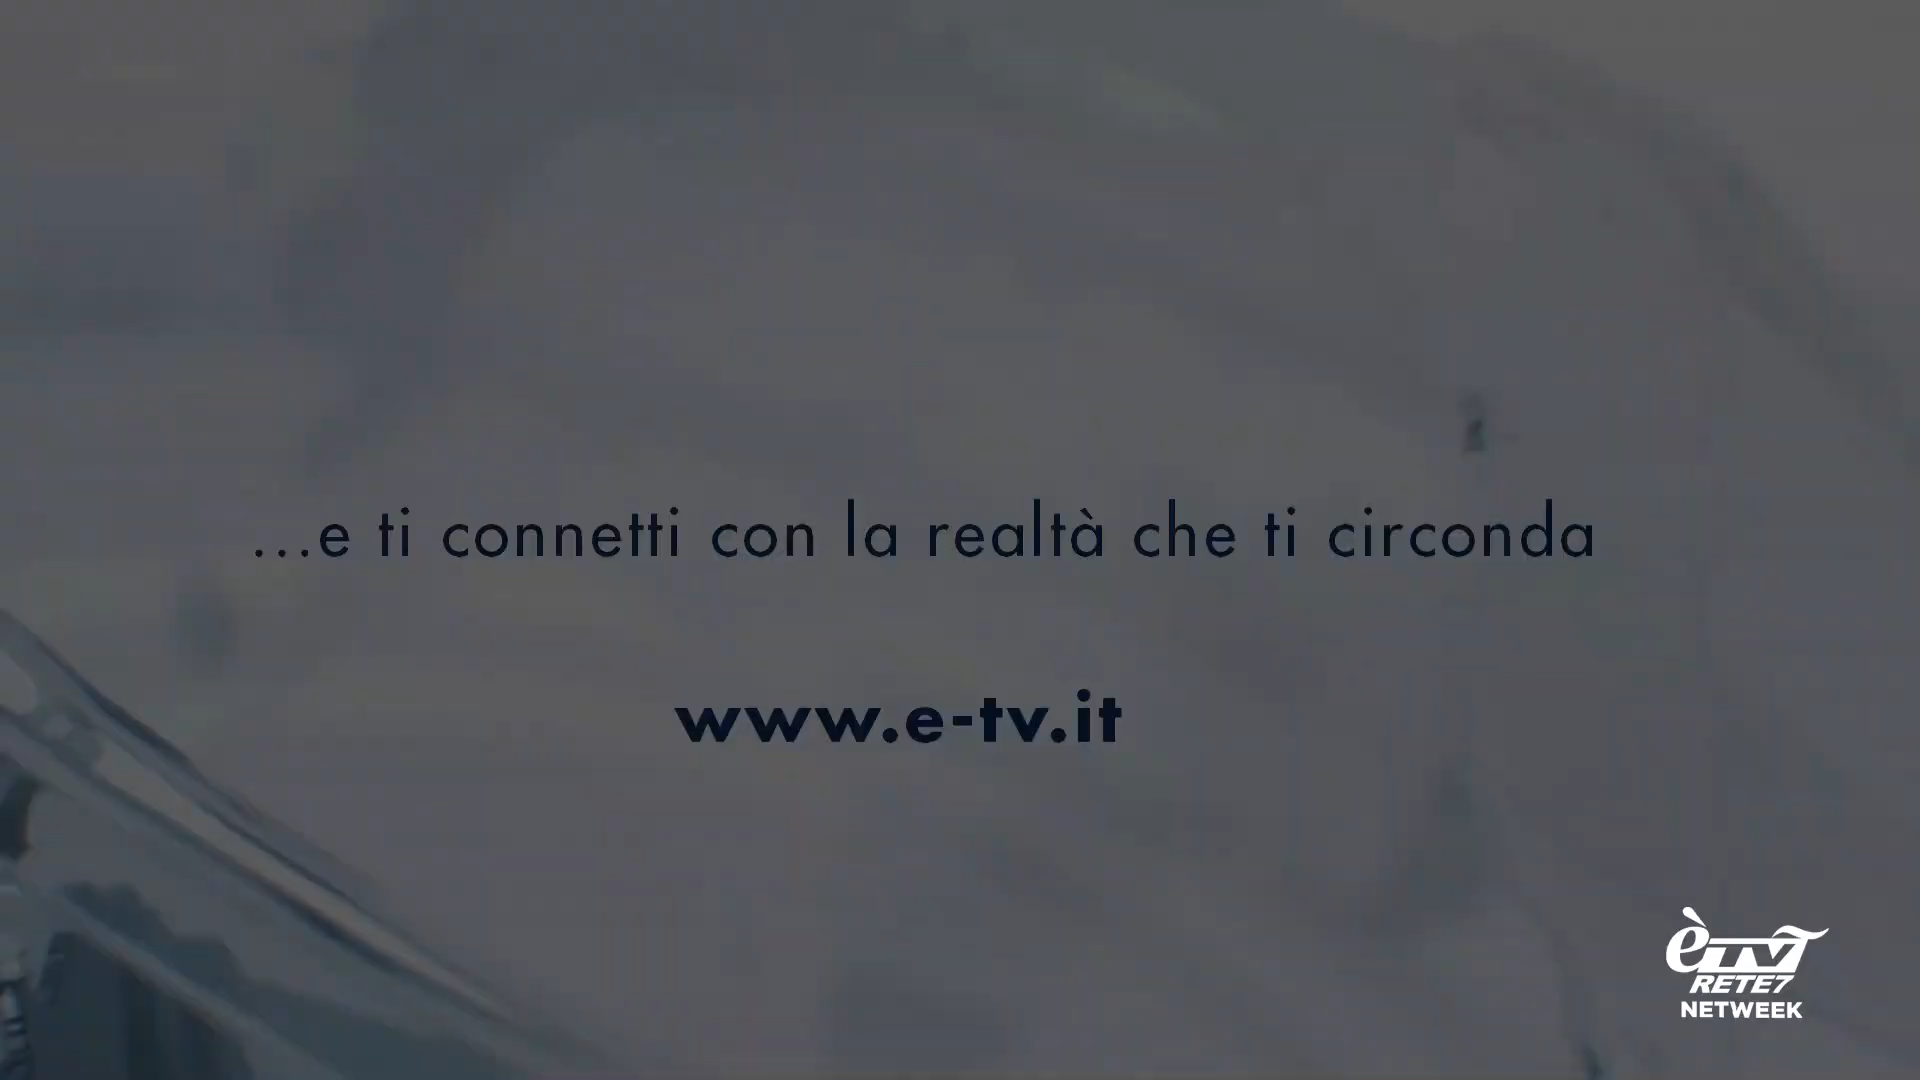 ...e ti connetti con la realtà che ti circonda
www.e-tv.it
èTV
RETE7
NETWEEK